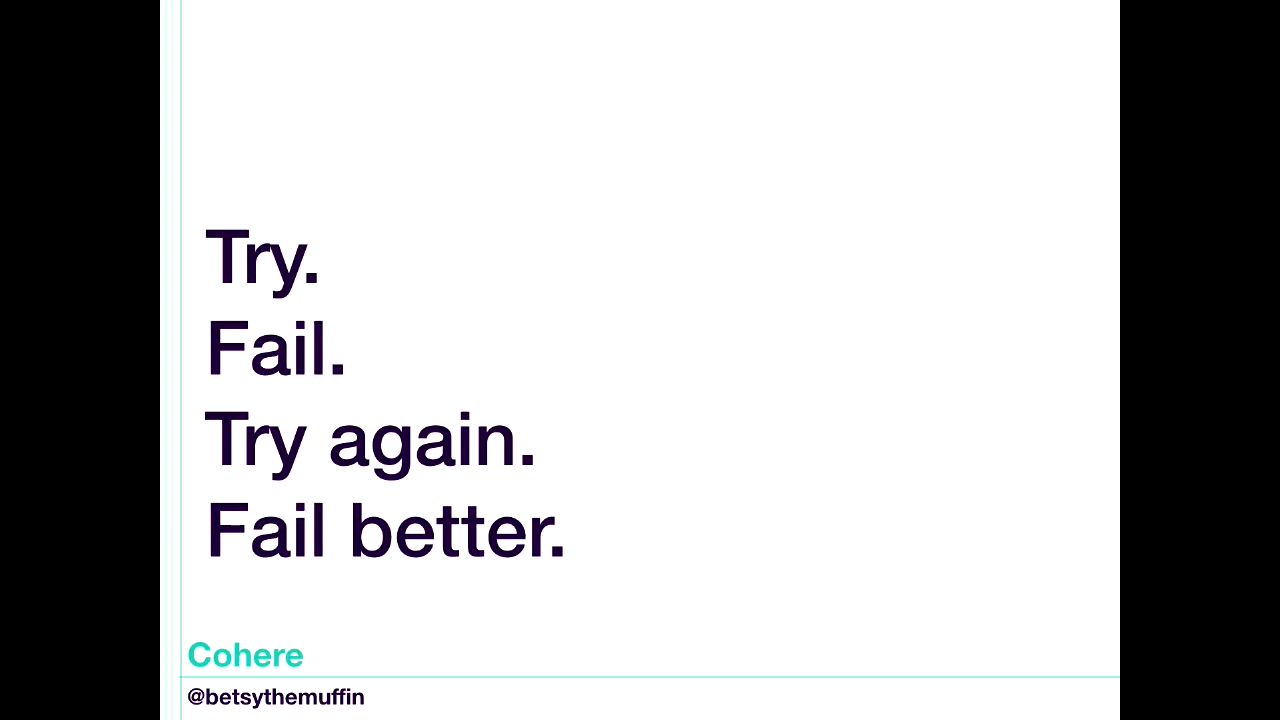 Try.
Fail.
Try again.
Fail better.
Cohere
@betsythemuffin